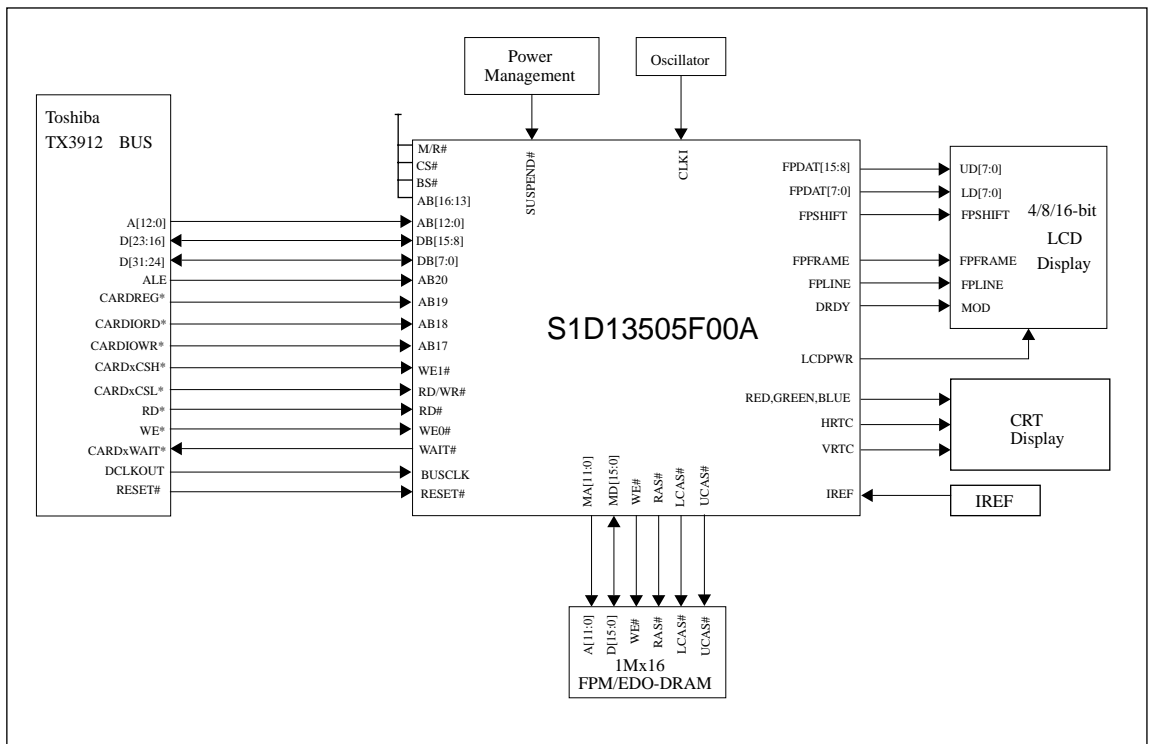 Power
Management
Oscillator
Toshiba
TX3912 BUS
M/R#
CS#
BS#
AB[16:13]
SUSPEND#
CLKI
A[12:0]
D[23:16]
D[31:24]
ALE
CARDREG*
CARDIORD*
CARDIOWR*
CARDxCSH*
CARDxCSL*
RD*
WE*
CARDxWAIT*
DCLKOUT
RESET#
AB[12:0]
DB[15:8]
DB[7:0]
AB20
AB19
AB18
AB17
WE1#
RD/WR#
RD#
WE0#
WAIT#
BUSCLK
RESET#
S1D13505F00A
FPDAT[15:8]
FPDAT[7:0]
FPSHIFT
FPFRAME
FPLINE
DRDY
LCDPWR
RED,GREEN,BLUE
HRTC
VRTC
IREF
UD[7:0]
LD[7:0]
FPSHIFT
FPFRAME
FPLINE
MOD
4/8/16-bit
LCD
Display
CRT
Display
IREF
MA[11:0]
MD[15:0]
WE#
RAS#
LCAS#
UCAS#
A[11:0]
D[15:0]
WE#
RAS#
LCAS#
UCAS#
1Mx16
FPM/EDO-DRAM